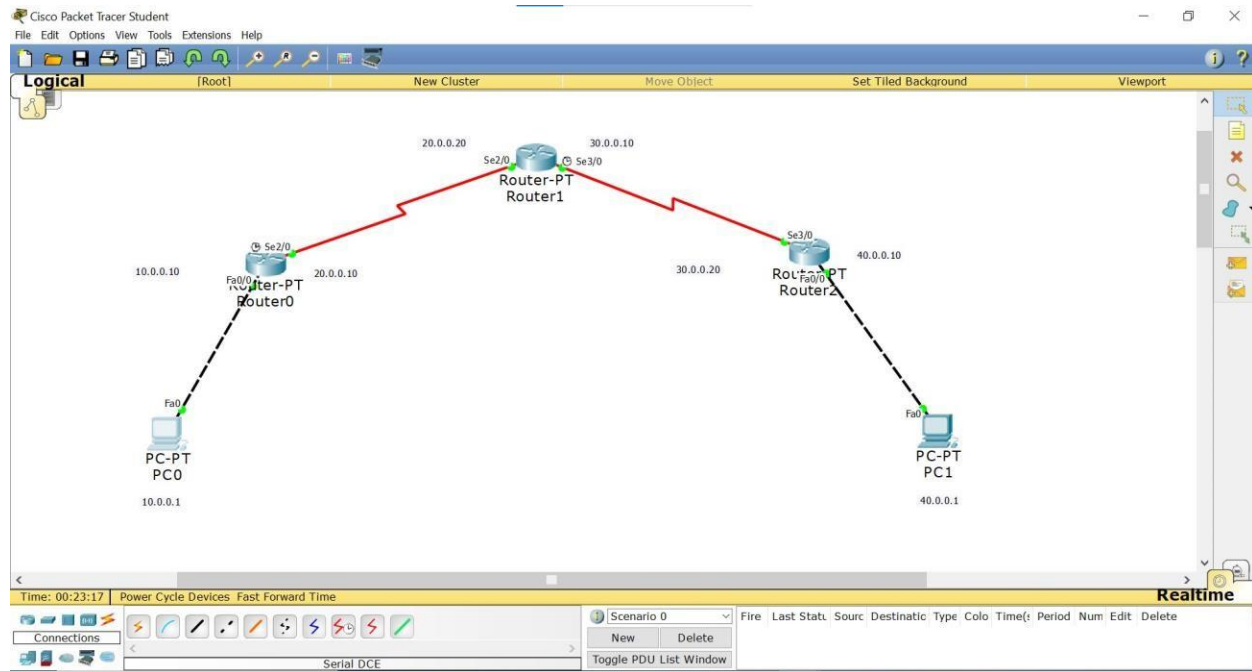 Cisco Packet Tracer Student
File Edit Options View Tools Extensions Help
Logical [Root] New Cluster Move Object Set Tiled Background Viewport
20.0.0.20 30.0.0.10
Se2/0 Se3/0
Router-PT
Router1
Se2/0 Se3/0
10.0.0.10 20.0.0.10 30.0.0.20 40.0.0.10
Fa0/0 Router-PT
Router0
Router-PT
Fa0/0
Router2
Fa0 Fa0
PC-PT
PC0
PC-PT
PC1
10.0.0.1 40.0.0.1
Time: 00:23:17 Power Cycle Devices Fast Forward Time Realtime
Scenario 0 Fire Last Statu Sourc Destinatic Type Colo Time(s Period Num Edit Delete
Connections New Delete
Serial DCE Toggle PDU List Window